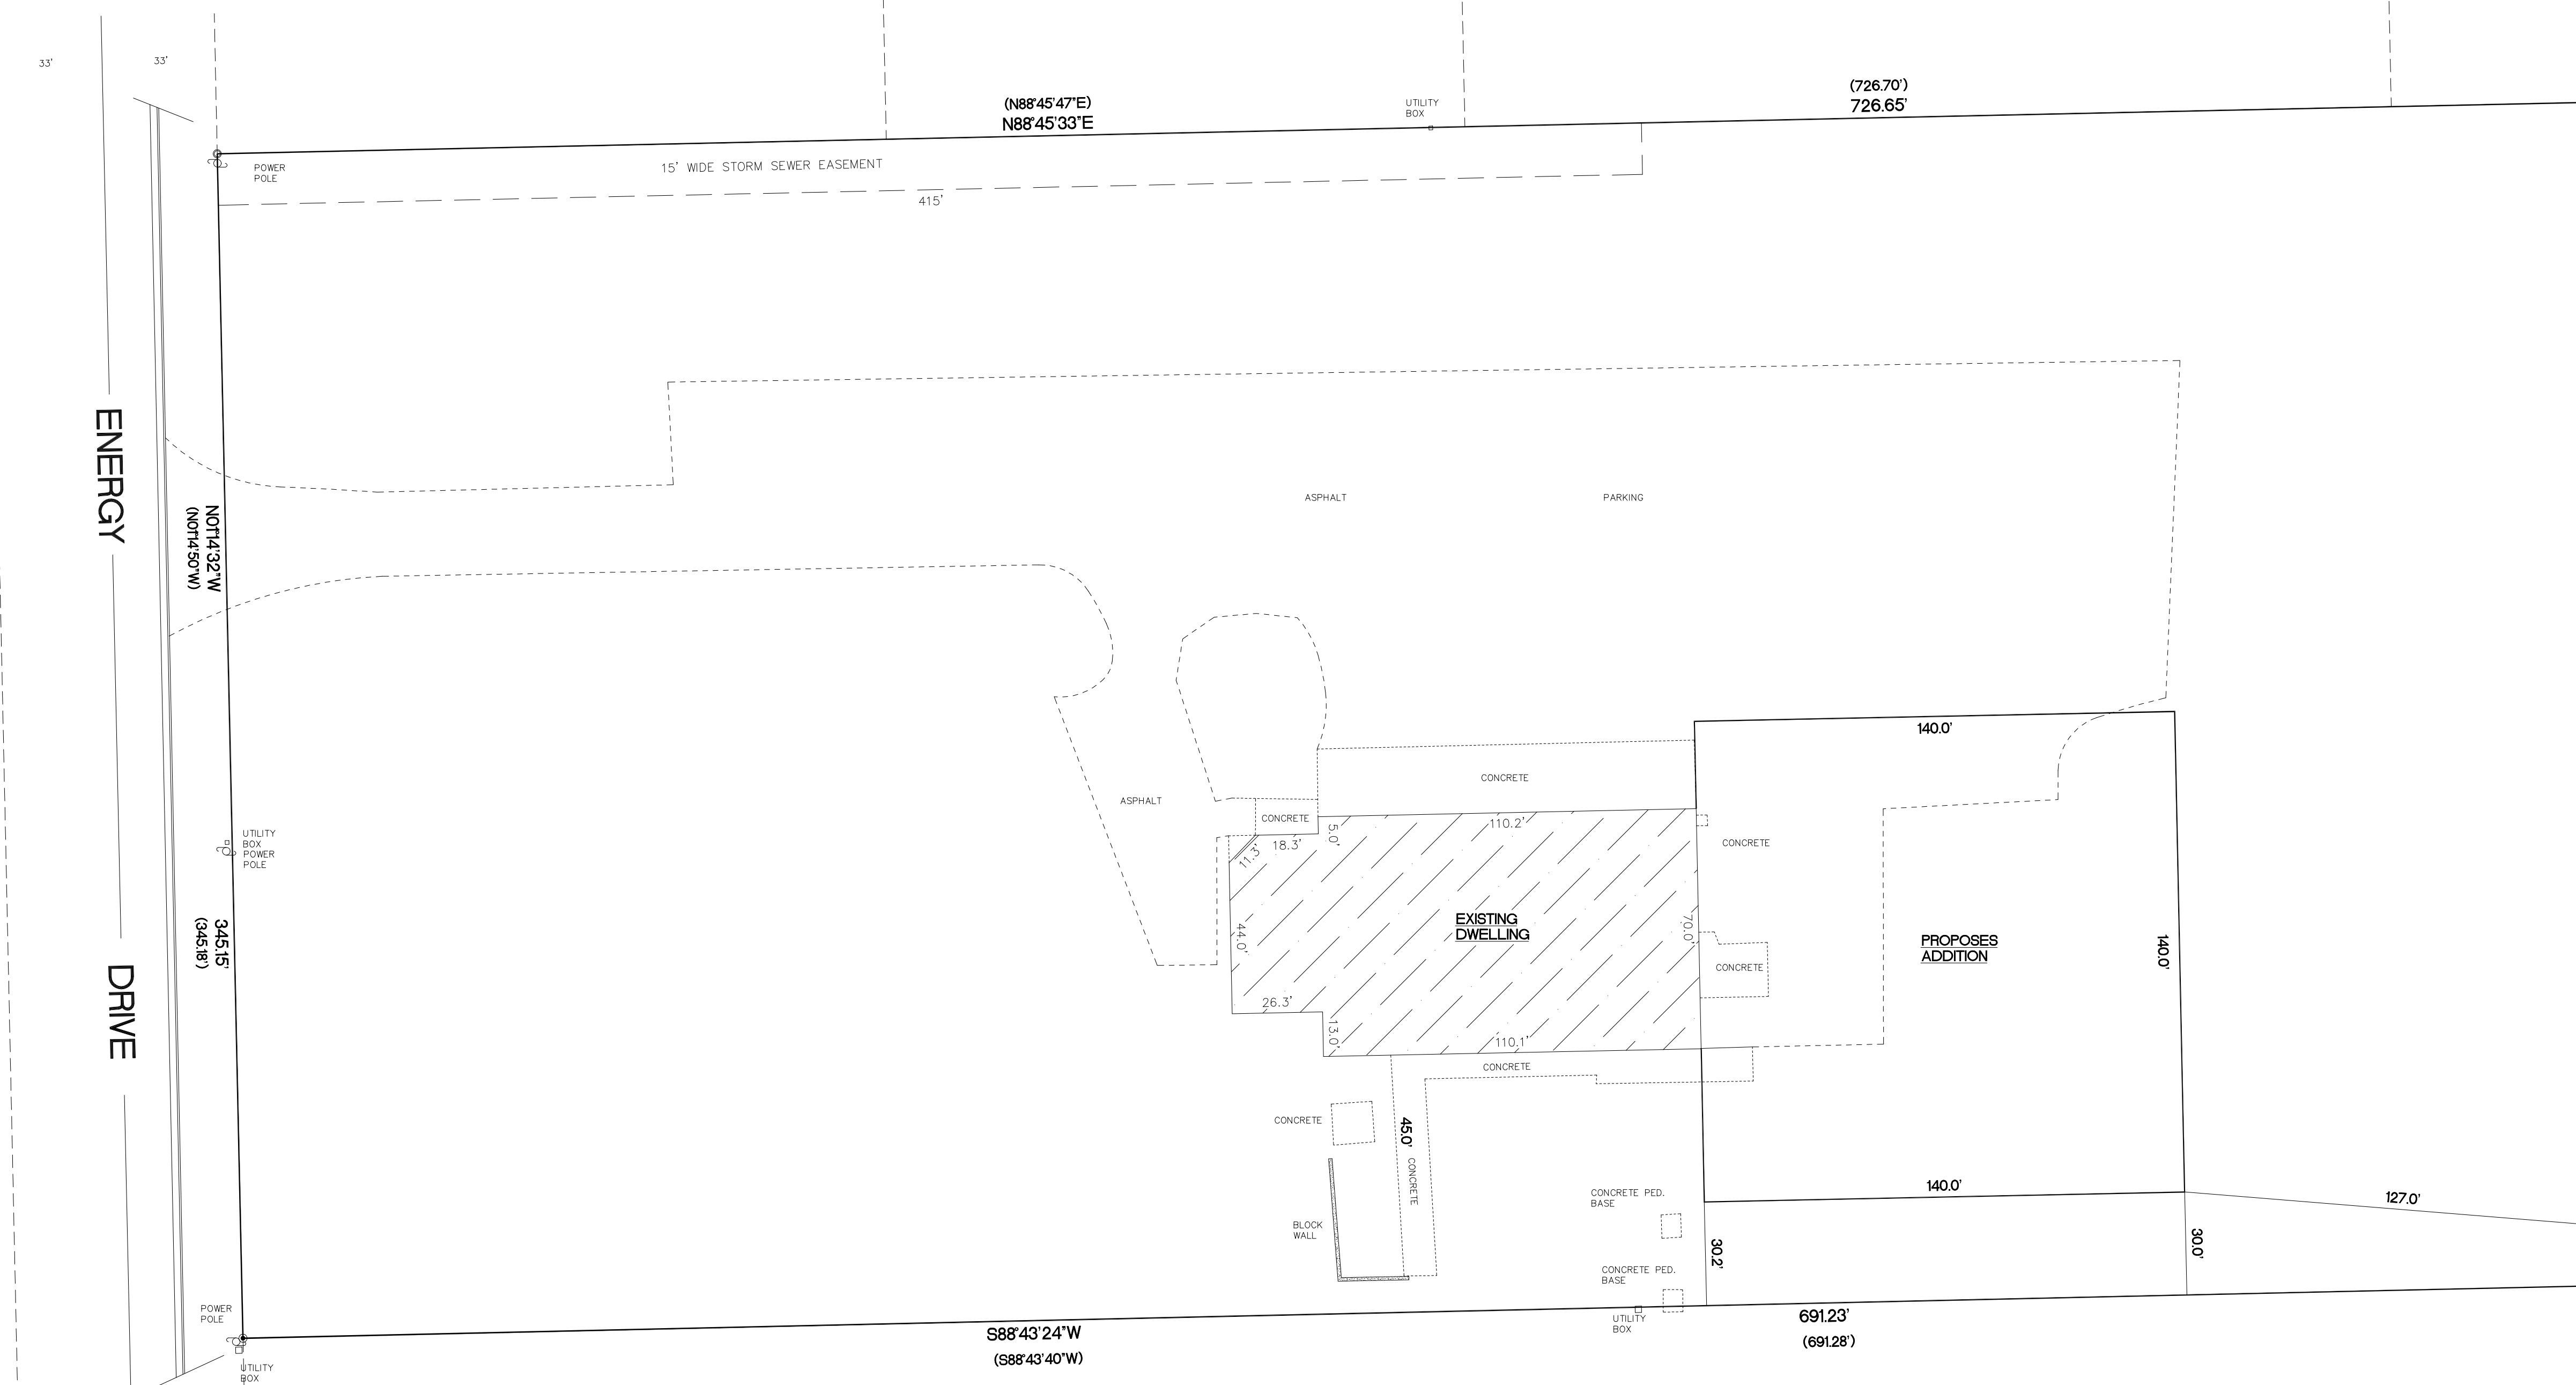 33'
33'
(N88°45'47"E)
N88°45'33"E
UTILITY
BOX
(726.70')
726.65'
POWER
POLE
15' WIDE STORM SEWER EASEMENT
415'
ENERGY
DRIVE
N01°14'32"W
(N01°14'50"W)
345.15'
(345.18')
ASPHALT
PARKING
UTILITY
BOX
POWER
POLE
ASPHALT
CONCRETE
CONCRETE
140.0'
110.2'
5.0'
18.3'
11.3'
CONCRETE
EXISTING
DWELLING
70.0'
44.0'
CONCRETE
PROPOSES
ADDITION
140.0'
26.3'
13.0'
110.1'
CONCRETE
CONCRETE
45.0'
CONCRETE
BLOCK
WALL
CONCRETE PED.
BASE
CONCRETE PED.
BASE
140.0'
127.0'
30.2'
30.0'
POWER
POLE
UTILITY
BOX
S88°43'24"W
(S88°43'40"W)
UTILITY
BOX
691.23'
(691.28')